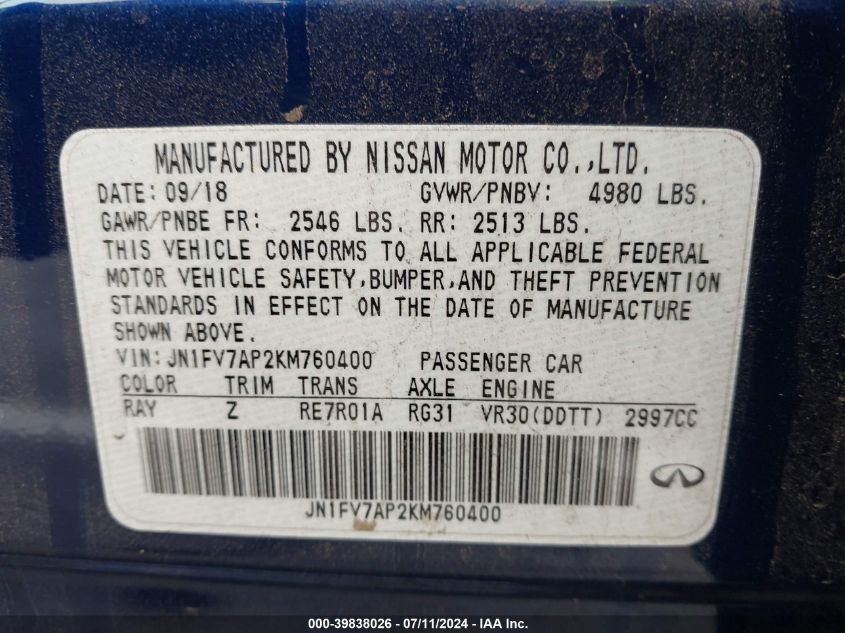 MANUFACTURED BY NISSAN MOTOR CO.,LTD.
DATE: 09/18 GVWR/PNBV: 4980 LBS.
GAWR/PNBE FR: 2546 LBS. RR: 2513 LBS.
THIS VEHICLE CONFORMS TO ALL APPLICABLE FEDERAL
MOTOR VEHICLE SAFETY,BUMPER,AND THEFT PREVENTION
STANDARDS IN EFFECT ON THE DATE OF MANUFACTURE
SHOWN ABOVE.
VIN:JN1FV7AP2KM760400 PASSENGER CAR
COLOR TRIM TRANS AXLE ENGINE
RAY Z RE7R01A RG31 VR30(DDTT) 2997CC
JN1FV7AP2KM760400
000-39838026 - 07/11/2024 - IAA Inc.